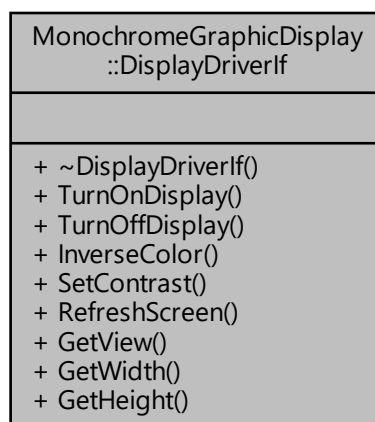 MonochromeGraphicDisplay
::DisplayDriverIf
+ ~DisplayDriverIf()
+ TurnOnDisplay()
+ TurnOffDisplay()
+ InverseColor()
+ SetContrast()
+ RefreshScreen()
+ GetView()
+ GetWidth()
+ GetHeight()